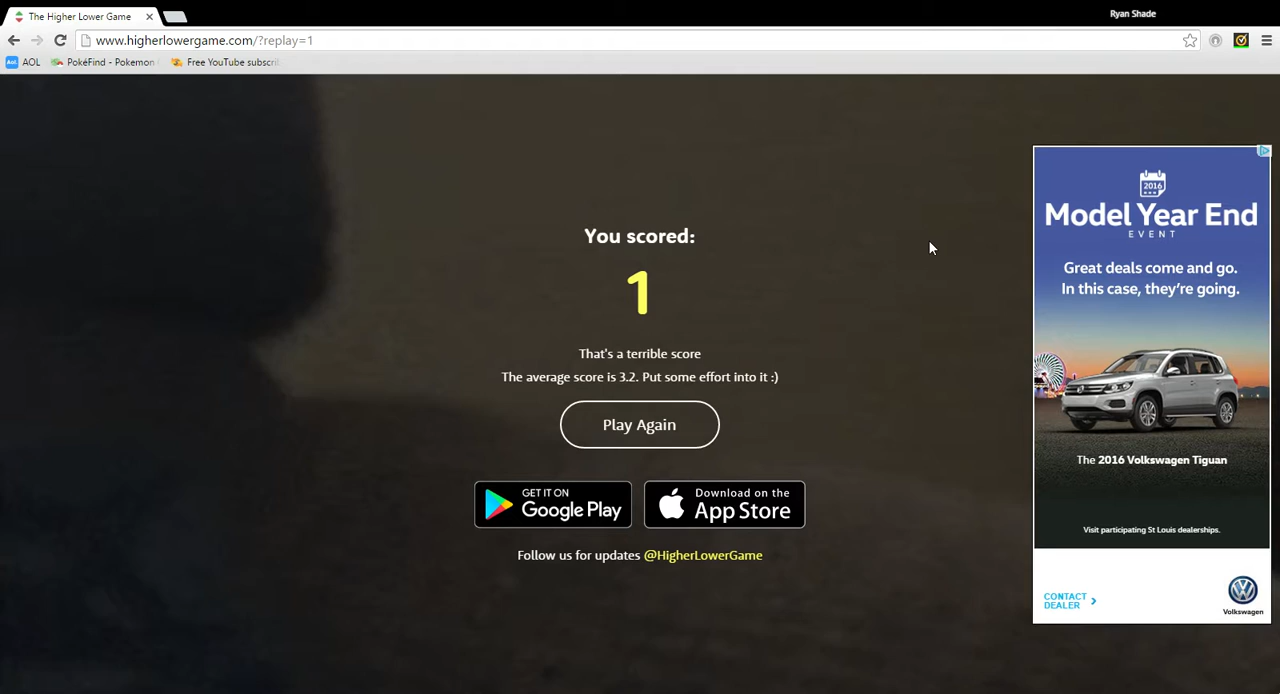 The Higher Lower Game
Ryan Shade
www.higherlowergame.com/?replay=1
Aol.
AOL
PokéFind - Pokemon
Free YouTube subscri
You scored:
1
That's a terrible score
The average score is 3.2. Put some effort into it :)
Play Again
GET IT ON
Google Play
Download on the
App Store
Follow us for updates @HigherLowerGame
2016
Model Year End
EVENT
Great deals come and go.
In this case, they're going.
The 2016 Volkswagen Tiguan
Visit participating St Louis dealerships.
CONTACT
DEALER
Volkswagen